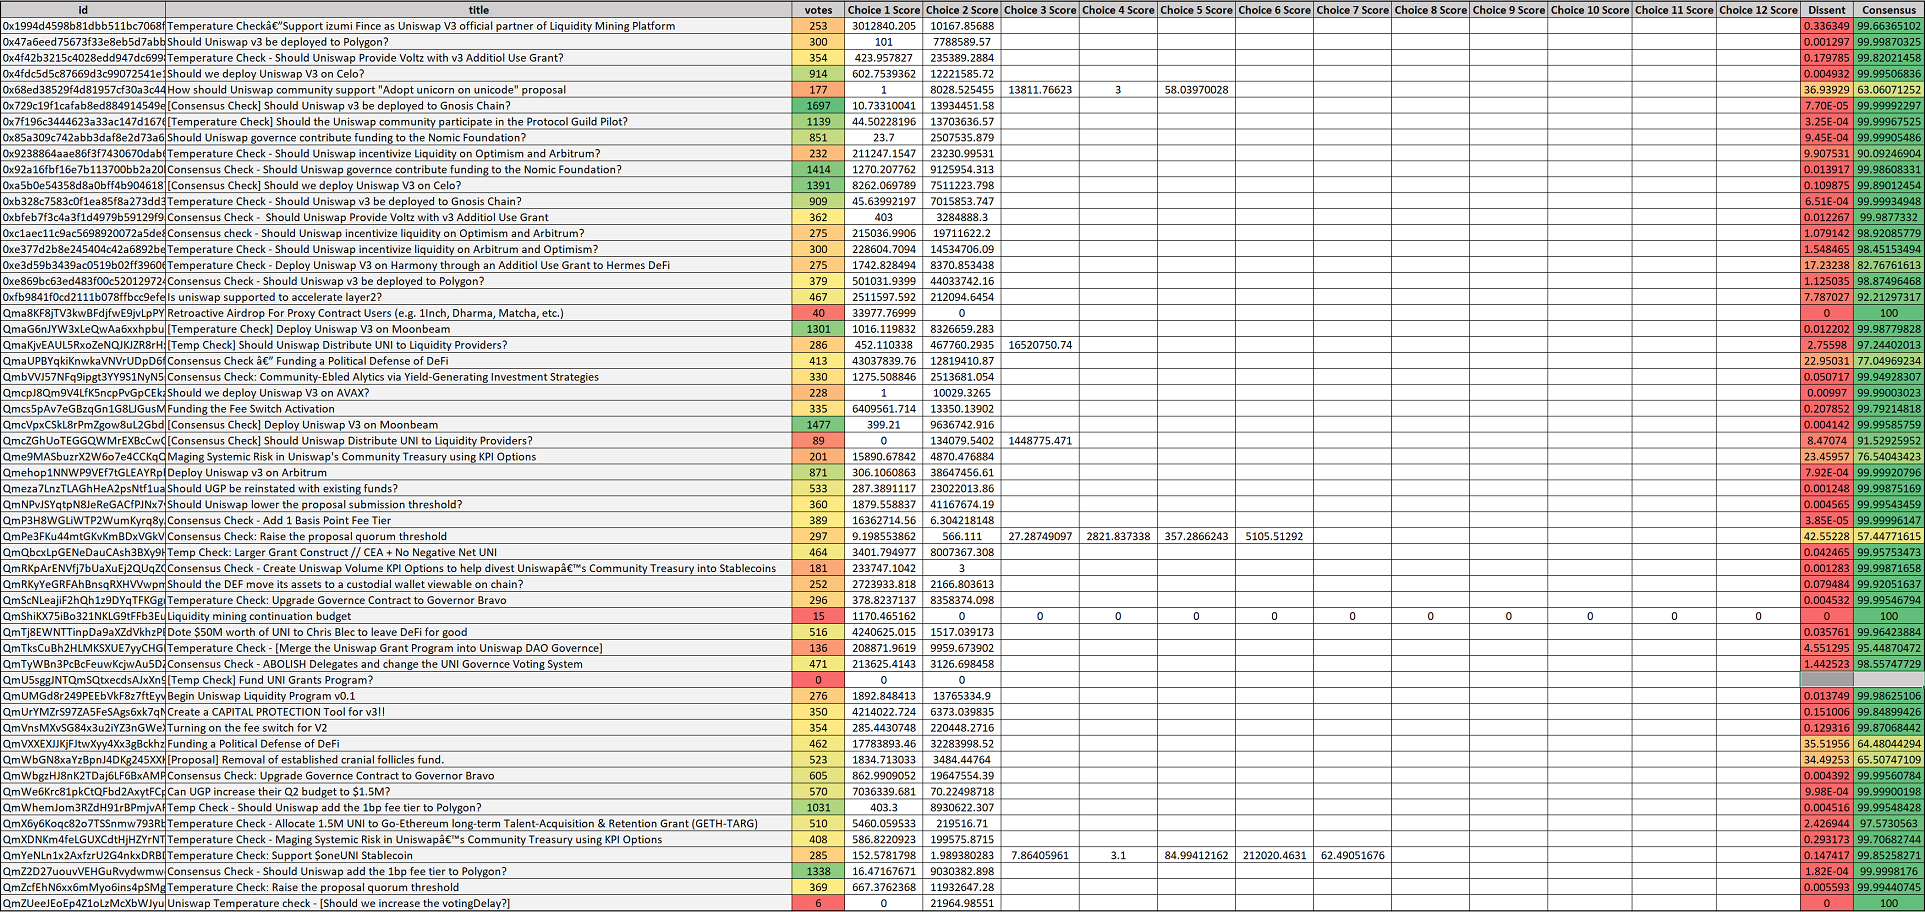 id title votes Choice 1 Score Choice 2 Score Choice 3 Score Choice 4 Score Choice 5 Score Choice 6 Score Choice 7 Score Choice 8 Score Choice 9 Score Choice 10 Score Choice 11 Score Choice 12 Score Dissent Consensus
0x1994d4598b81dbb511bc7068f Temperature Checkâ€”Support izumi Fince as Uniswap V3 official partner of Liquidity Mining Platform 253 3012840.205 10167.85688 0.336349 99.66365102
0x47a6eed75673f33e8eb5d7abb Should Uniswap v3 be deployed to Polygon? 300 101 7788589.57 0.001297 99.99870325
0x4f42b3215c4028edd947dc699 Temperature Check - Should Uniswap Provide Voltz with v3 Additiol Use Grant? 354 423.957827 235389.2884 0.179785 99.82021458
0x4fdc5d5c87669d3c99072541e Should we deploy Uniswap V3 on Celo? 914 602.7539362 12221585.72 0.004932 99.99506836
0x68ed38529f4d81957cf30a3c44 How should Uniswap community support "Adopt unicorn on unicode" proposal 177 1 8028.525455 13811.76623 3 58.03970028 36.93929 63.06071252
0x729c19f1cafab8ed884914549e [Consensus Check] Should Uniswap v3 be deployed to Gnosis Chain? 1697 10.73310041 13934451.58 7.70E-05 99.99992297
0x7f196c3444623a33ac147d167 [Temperature Check] Should the Uniswap community participate in the Protocol Guild Pilot? 1139 44.50228196 13703636.57 3.25E-04 99.99967525
0x85a309c742abb3daf8e2d73a6 Should Uniswap governce contribute funding to the Nomic Foundation? 851 23.7 2507535.879 9.45E-04 99.99905486
0x9238864aae86f3f7430670dab Temperature Check - Should Uniswap incentivize Liquidity on Optimism and Arbitrum? 232 211247.1547 23230.99531 9.907531 90.09246904
0x92a16fbf16e7b113700bb2a20 Consensus Check - Should Uniswap governce contribute funding to the Nomic Foundation? 1414 1270.207762 9125954.313 0.013917 99.98608331
0xa5b0e54358d8a0bff4b904618 [Consensus Check] Should we deploy Uniswap V3 on Celo? 1391 8262.069789 7511223.798 0.109875 99.89012454
0xb328c7583c0f1ea85f8a273dd3 Temperature Check - Should Uniswap v3 be deployed to Gnosis Chain? 909 45.63992197 7015853.747 6.51E-04 99.99934948
0xbfeb7f3c4a3f1d4979b59129f9 Consensus Check - Should Uniswap Provide Voltz with v3 Additiol Use Grant 362 403 3284888.3 0.012267 99.9877332
0xc1aec11c9ac5698920072a5de Consensus check - Should Uniswap incentivize liquidity on Optimism and Arbitrum? 275 215036.9906 19711622.2 1.079142 98.92085779
0xe377d2b8e245404c42a6892be Temperature Check - Should Uniswap incentivize liquidity on Arbitrum and Optimism? 300 228604.7094 14534706.09 1.548465 98.45153494
0xe3d59b3439ac0519b02ff39606 Temperature Check - Deploy Uniswap V3 on Harmony through an Additiol Use Grant to Hermes DeFi 275 1742.828494 8370.853438 17.23238 82.76761613
0xe869bc63ed483f00c520129724 Consensus Check - Should Uniswap v3 be deployed to Polygon? 379 501031.9399 44033742.16 1.125035 98.87496468
0xfb9841f0cd2111b078ffbcc9efe Is uniswap supported to accelerate layer2? 467 2511597.592 212094.6454 7.787027 92.21297317
Qma8KF8jTV3kwBFdjfwE9jvLpPY Retroactive Airdrop For Proxy Contract Users (e.g. 1Inch, Dharma, Matcha, etc.) 40 33977.76999 0 0 100
QmaG6nJYW3xLeQwAa6xxhpbu [Temperature Check] Deploy Uniswap V3 on Moonbeam 1301 1016.119832 8326659.283 0.012202 99.98779828
QmaKjvEAUL5RxoZeNQJKJZR8rH [Temp Check] Should Uniswap Distribute UNI to Liquidity Providers? 286 452.110338 467760.2935 16520750.74 2.75598 97.24402013
QmaUPBYqkiKnwkaVNVrUDpD6f Consensus Check â€” Funding a Political Defense of DeFi 413 43037839.76 12819410.87 22.95031 77.04969234
QmbVVJ57NFq9ipgt3YY9S1NyN5 Consensus Check: Community-Ebled Alytics via Yield-Generating Investment Strategies 330 1275.508846 2513681.054 0.050717 99.94928307
QmcpJ8Qm9V4LfK5ncpPvGpCEk Should we deploy Uniswap V3 on AVAX? 228 1 10029.3265 0.00997 99.99003023
Qmcs5pAv7eGBzqGn1G8LJGusM Funding the Fee Switch Activation 335 6409561.714 13350.13902 0.207852 99.79214818
QmcVpxCSkL8rPmZgow8uL2Gbd [Consensus Check] Deploy Uniswap V3 on Moonbeam 1477 399.21 9636742.916 0.004142 99.99585759
QmcZGhUoTEGGQWMrEXBcCwC [Consensus Check] Should Uniswap Distribute UNI to Liquidity Providers? 89 0 134079.5402 1448775.471 8.47074 91.52925952
Qme9MASbuzrX2W6o7e4CCKqQ Maging Systemic Risk in Uniswap's Community Treasury using KPI Options 201 15890.67842 4870.476884 23.45957 76.54043423
Qmehop1NNWP9VEf7tGLEAYRp Deploy Uniswap v3 on Arbitrum 871 306.1060863 38647456.61 7.92E-04 99.99920796
Qmeza7LnzTLAGhHeA2psNtf1ua Should UGP be reinstated with existing funds? 533 287.3891117 23022013.86 0.001248 99.99875169
QmNPvJSYqtpN8JeReGACfPJNx7 Should Uniswap lower the proposal submission threshold? 360 1879.558837 41167674.19 0.004565 99.99543459
QmP3H8WGLiWTP2WumKyrq8y Consensus Check - Add 1 Basis Point Fee Tier 389 16362714.56 6.304218148 3.85E-05 99.99996147
QmPe3FKu44mtGKvKmBDxVGkV Consensus Check: Raise the proposal quorum threshold 297 9.198553862 566.111 27.28749097 2821.837338 357.2866243 5105.51292 42.55228 57.44771615
QmQbcxLpGENeDauCAsh3BXy9 Temp Check: Larger Grant Construct // CEA + No Negative Net UNI 464 3401.794977 8007367.308 0.042465 99.95753473
QmRKpArENVfj7bUaXuEj2QUqZ Consensus Check - Create Uniswap Volume KPI Options to help divest Uniswapâ€™s Community Treasury into Stablecoins 181 233747.1042 3 0.001283 99.99871658
QmRKyYeGRFAhBnsqRXHVVwpm Should the DEF move its assets to a custodial wallet viewable on chain? 252 2723933.818 2166.803613 0.079484 99.92051637
QmScNLeajiF2hQh1z9DYqTFKGg Temperature Check: Upgrade Governce Contract to Governor Bravo 296 378.8237137 8358374.098 0.004532 99.99546794
QmShiKX75iBo321NKLG9tFFb3Eu Liquidity mining continuation budget 15 1170.465162 0 0 0 0 0 0 0 0 0 0 0 0 100
QmTj8EWNTTinpDa9aXZdVkhzP Dote $50M worth of UNI to Chris Blec to leave DeFi for good 516 4240625.015 1517.039173 0.035761 99.96423884
QmTksCuBh2HLMKSXUE7yyCHG Temperature Check - [Merge the Uniswap Grant Program into Uniswap DAO Governce] 136 208871.9619 9959.673902 4.551295 95.44870472
QmTyWBn3PcBcFeuwKcjwAu5DZ Consensus Check - ABOLISH Delegates and change the UNI Governce Voting System 471 213625.4143 3126.698458 1.442523 98.55747729
QmU5sggJNTQmSQtxecdsAJxXn9 [Temp Check] Fund UNI Grants Program? 0 0 0
QmUMGd8r249PEEbVkF8z7ftEyv Begin Uniswap Liquidity Program v0.1 276 1892.848413 13765334.9 0.013749 99.98625106
QmUrYMZrS97ZA5FeSAgs6xk7q Create a CAPITAL PROTECTION Tool for v3!! 350 4214022.724 6373.039835 0.151006 99.84899426
QmVnsMXvSG84x3u2iYZ3nGWe Turning on the fee switch for V2 354 285.4430748 220448.2716 0.129316 99.87068442
QmVXXEXJJKjFJtwXyy4Xx3gBckhz Funding a Political Defense of DeFi 462 17783893.46 32283998.52 35.51956 64.48044294
QmWbGN8xaYzBpnJ4DKg245XX [Proposal] Removal of established cranial follicles fund. 523 1834.713033 3484.44764 34.49253 65.50747109
QmWbgzHJ8nK2TDaj6LF6BxAMP Consensus Check: Upgrade Governce Contract to Governor Bravo 605 862.9909052 19647554.39 0.004392 99.99560784
QmWe6Krc81pkCtQFbd2AxytFC Can UGP increase their Q2 budget to $1.5M? 570 7036339.681 70.22498718 9.98E-04 99.99900198
QmWhemJom3RZdH91rBPmjvAF Temp Check - Should Uniswap add the 1bp fee tier to Polygon? 1031 403.3 8930622.307 0.004516 99.99548428
QmX6y6Koqc82o7TSSnmw793Rb Temperature Check - Allocate 1.5M UNI to Go-Ethereum long-term Talent-Acquisition & Retention Grant (GETH-TARG) 510 5460.059533 219516.71 2.426944 97.5730563
QmXDNKm4feLGUXCdtHjHZYrNT Temperature Check - Maging Systemic Risk in Uniswapâ€™s Community Treasury using KPI Options 408 586.8220923 199575.8715 0.293173 99.70682744
QmYeNLn1x2AxfzrU2G4nkxDRB Temperature Check: Support $oneUNI Stablecoin 285 152.5781798 1.989380283 7.86405961 3.1 84.99412162 212020.4631 62.49051676 0.147417 99.85258271
QmZ2D27uouvVEHGuRvydwmw Consensus Check - Should Uniswap add the 1bp fee tier to Polygon? 1338 16.47167671 9030382.898 1.82E-04 99.9998176
QmZcfEhN6xx6mMyo6ins4pSMg Temperature Check: Raise the proposal quorum threshold 369 667.3762368 11932647.28 0.005593 99.99440745
QmZUeeJEoEp4Z1oLzMcXbWJyu Uniswap Temperature check - [Should we increase the votingDelay?] 6 0 21964.98551 0 100